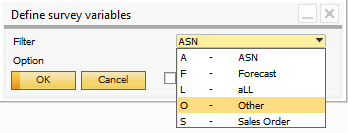 Define survey variables
Filter ASN
Option A - ASN
F - Forecast
L - aLL
OK Cancel O - Other
S - Sales Order